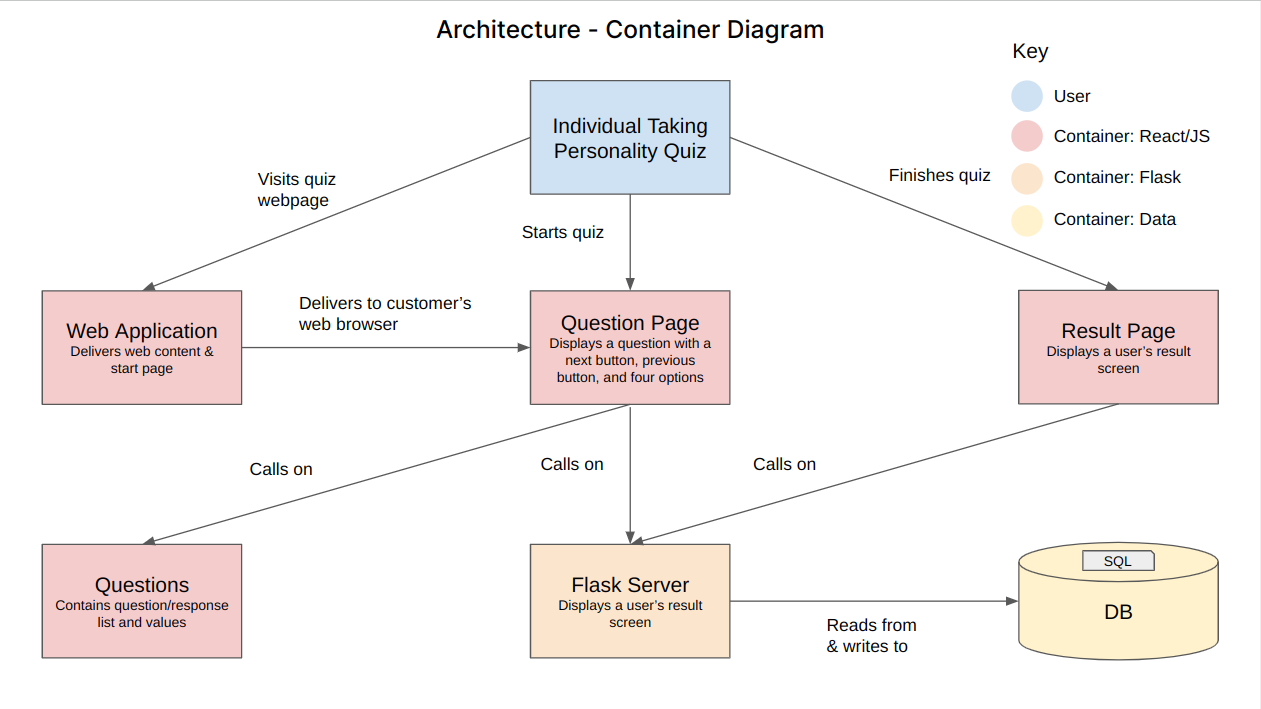 Architecture - Container Diagram
Key
User
Container: React/JS
Container: Flask
Container: Data
Individual Taking
Personality Quiz
Visits quiz
webpage
Starts quiz
Finishes quiz
Web Application
Delivers web content &
start page
Delivers to customer’s
web browser
Question Page
Displays a question with a
next button, previous
button, and four options
Result Page
Displays a user’s result
screen
Calls on
Calls on
Calls on
Questions
Contains question/response
list and values
Flask Server
Displays a user’s result
screen
Reads from
& writes to
SQL
DB